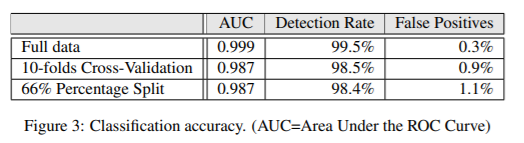 AUC Detection Rate False Positives
Full data 0.999 99.5% 0.3%
10-folds Cross-Validation 0.987 98.5% 0.9%
66% Percentage Split 0.987 98.4% 1.1%
Figure 3: Classification accuracy. (AUC=Area Under the ROC Curve)